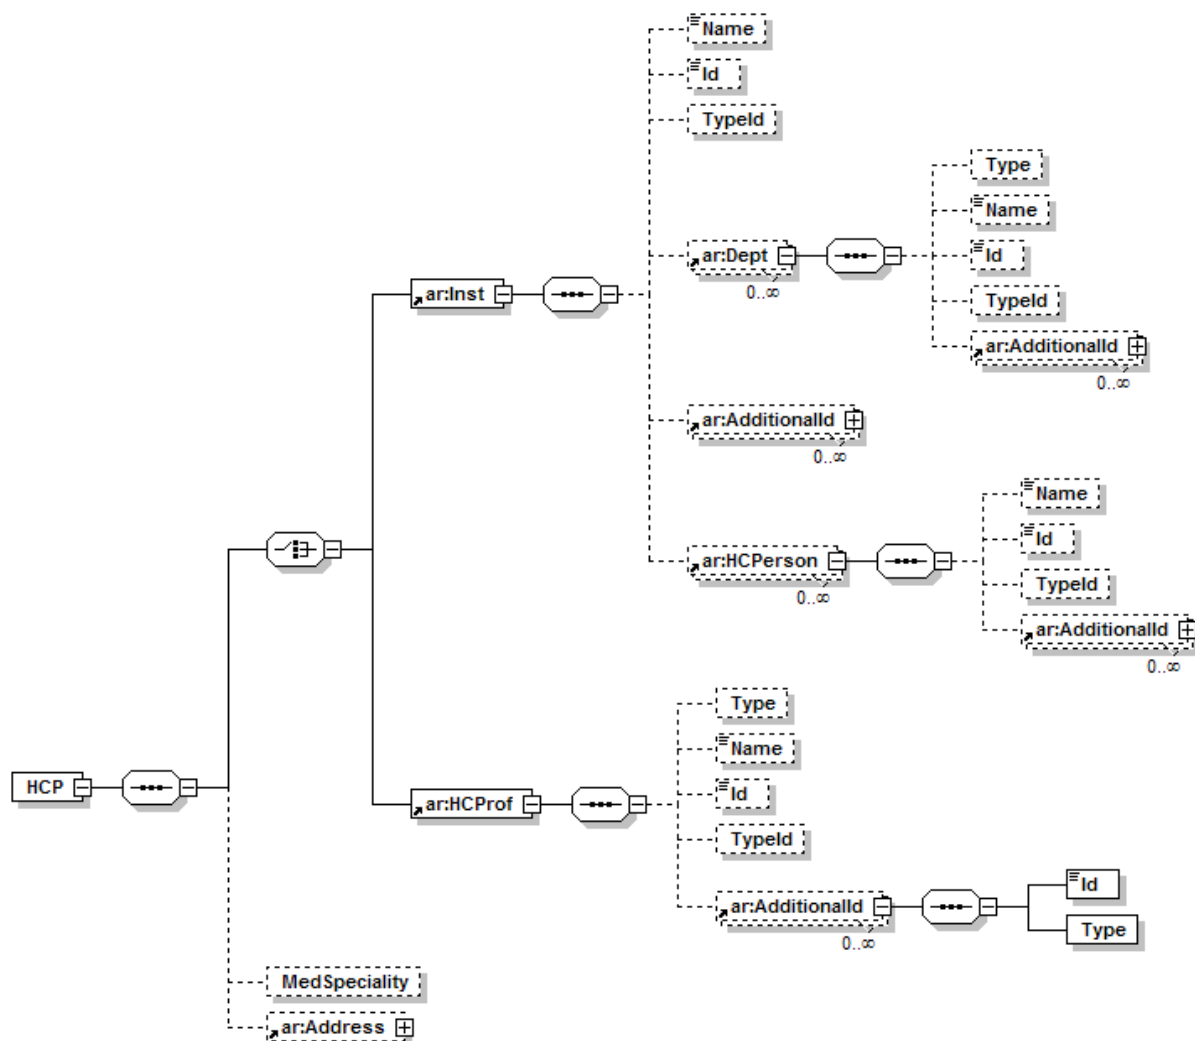 Name
Id
TypeId
Type
Name
ar:Dept
Id
0..∞
ar:Inst
TypeId
ar:AdditionalId
0..∞
ar:AdditionalId
0..∞
Name
Id
ar:HCPerson
TypeId
0..∞
ar:AdditionalId
0..∞
Type
Name
HCP
Id
ar:HCProf
TypeId
Id
ar:AdditionalId
Type
0..∞
MedSpeciality
ar:Address